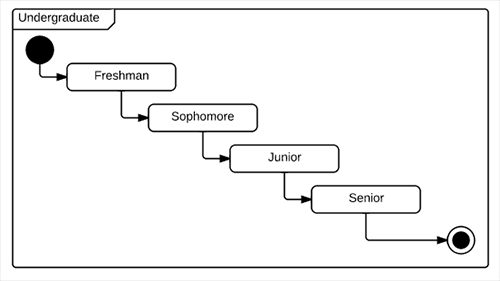 Undergraduate
Freshman
Sophomore
Junior
Senior